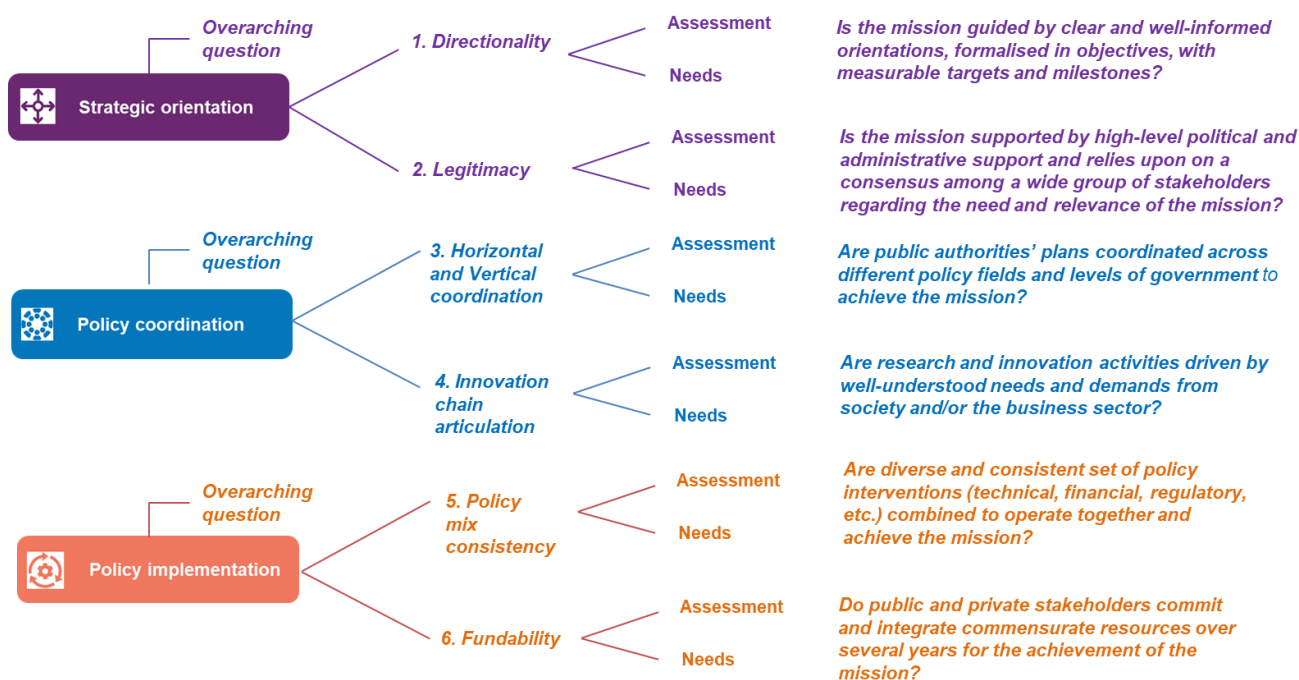 Overarching
question
Strategic orientation
1. Directionality
Assessment
Needs
Is the mission guided by clear and well-informed
orientations, formalised in objectives, with
measurable targets and milestones?
2. Legitimacy
Assessment
Needs
Is the mission supported by high-level political and
administrative support and relies upon on a
consensus among a wide group of stakeholders
regarding the need and relevance of the mission?
Overarching
question
Policy coordination
3. Horizontal
and Vertical
coordination
Assessment
Needs
Are public authorities’ plans coordinated across
different policy fields and levels of government to
achieve the mission?
4. Innovation
chain
articulation
Assessment
Needs
Are research and innovation activities driven by
well-understood needs and demands from
society and/or the business sector?
Overarching
question
Policy implementation
5. Policy
mix
consistency
Assessment
Needs
Are diverse and consistent set of policy
interventions (technical, financial, regulatory,
etc.) combined to operate together and
achieve the mission?
6. Fundability
Assessment
Needs
Do public and private stakeholders commit
and integrate commensurate resources over
several years for the achievement of the
mission?